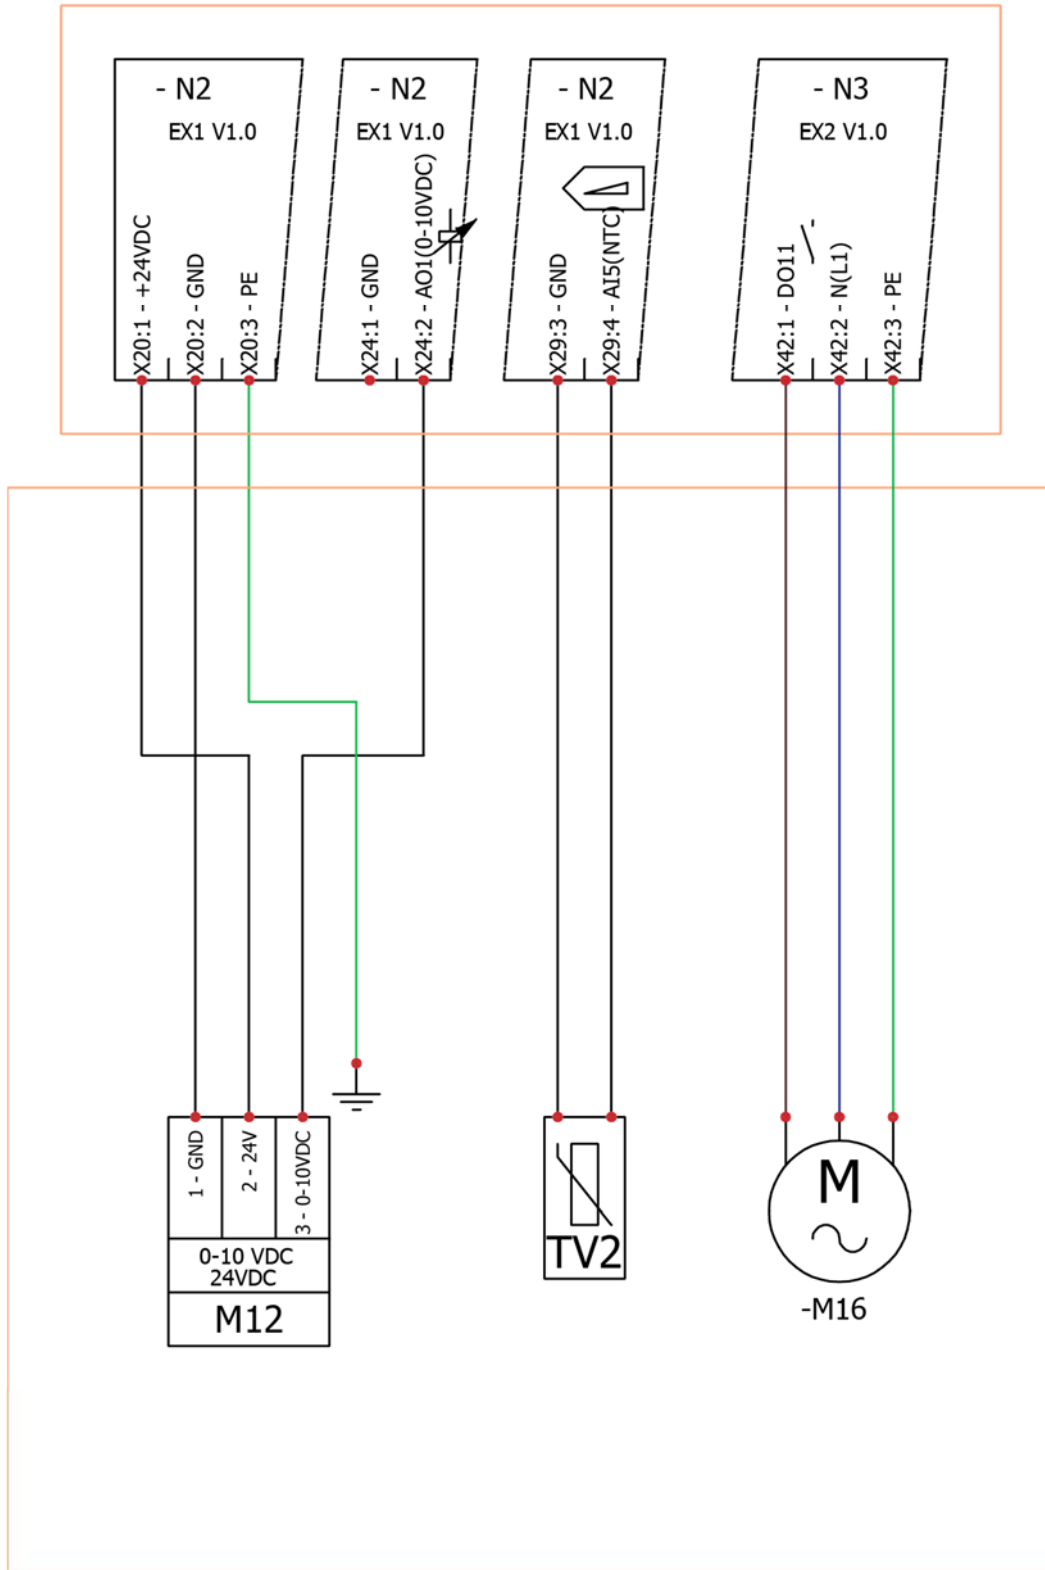 - N2
EX1 V1.0
X20:1 - +24VDC
X20:2 - GND
X20:3 - PE
- N2
EX1 V1.0
X24:1 - GND
X24:2 - AO1(0-10VDC)
- N2
EX1 V1.0
X29:3 - GND
X29:4 - AI5(NTC)
- N3
EX2 V1.0
X42:1 - DO11
X42:2 - N(L1)
X42:3 - PE
1 - GND
2 - 24V
3 - 0-10VDC
0-10 VDC
24VDC
M12
TV2
M
-M16